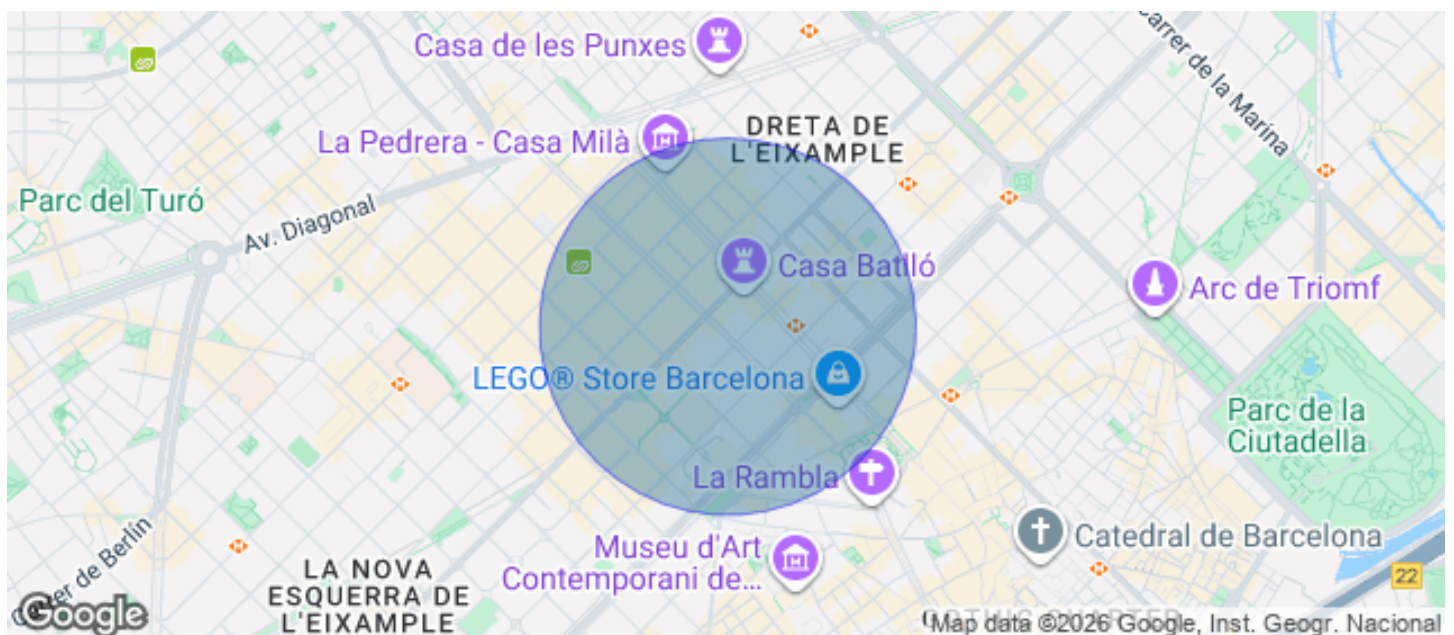 Casa de les Punxes
Carrer de la Marina
DRETA DE
L'EIXAMPLE
La Pedrera - Casa Milà
Parc del Turó
Av. Diagonal
Casa Batlló
Arc de Triomf
LEGO® Store Barcelona
Parc de la
Ciutadella
La Rambla
Museu d'Art
Contemporani de...
Catedral de Barcelona
Carrer de Berlín
LA NOVA
ESQUERRA DE
L'EIXAMPLE
22
Google
Map data ©2026 Google, Inst. Geogr. Nacional